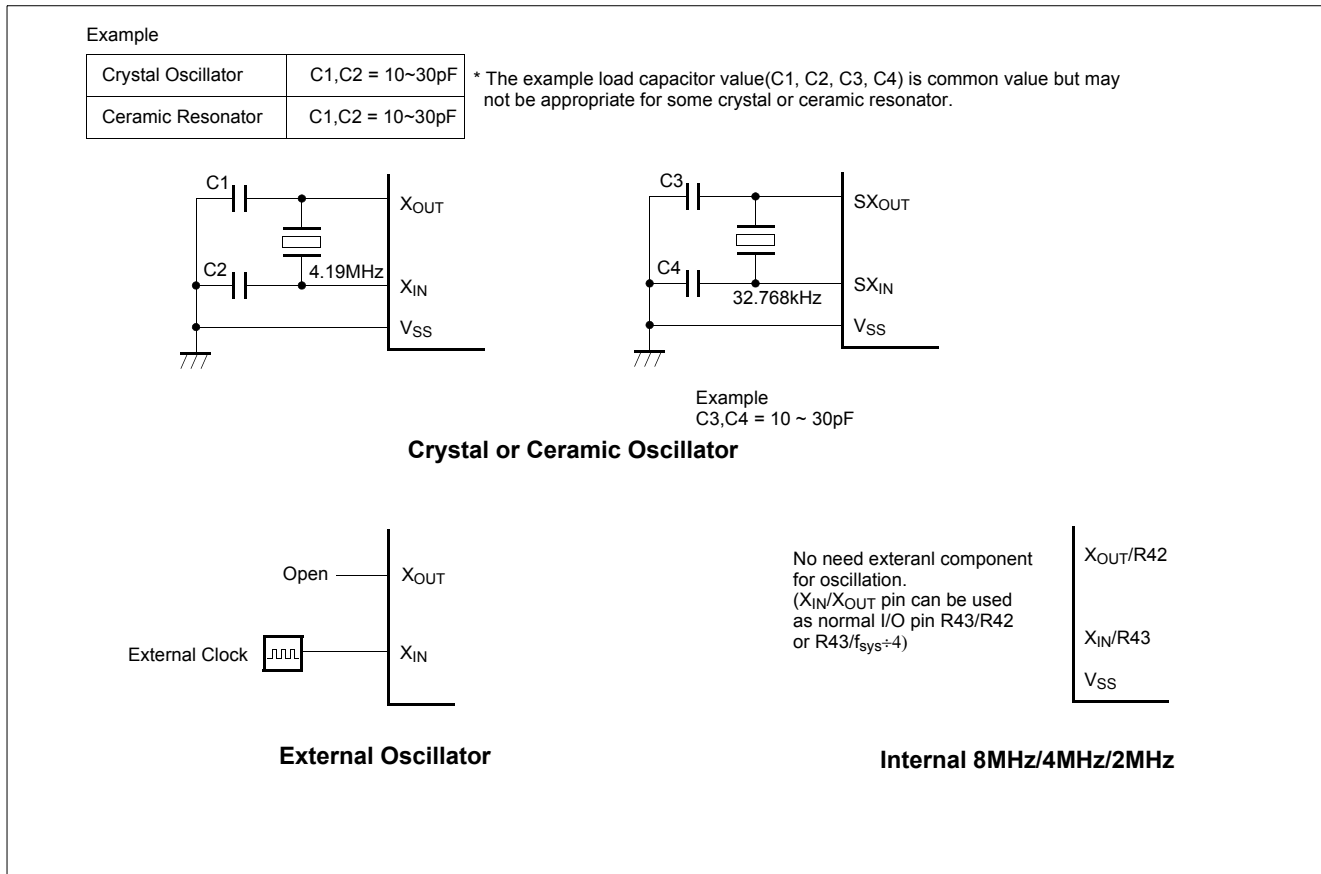 Example
Crystal Oscillator C1,C2 = 10~30pF
Ceramic Resonator C1,C2 = 10~30pF
* The example load capacitor value(C1, C2, C3, C4) is common value but may
not be appropriate for some crystal or ceramic resonator.
C1
XOUT
C2
4.19MHz
XIN
VSS
C3
SXOUT
C4
32.768kHz
SXIN
VSS
Example
C3,C4 = 10 ~ 30pF
Crystal or Ceramic Oscillator
Open
XOUT
External Clock
XIN
External Oscillator
No need exteranl component
for oscillation.
(XIN/XOUT pin can be used
as normal I/O pin R43/R42
or R43/fsys÷4)
XOUT/R42
XIN/R43
VSS
Internal 8MHz/4MHz/2MHz